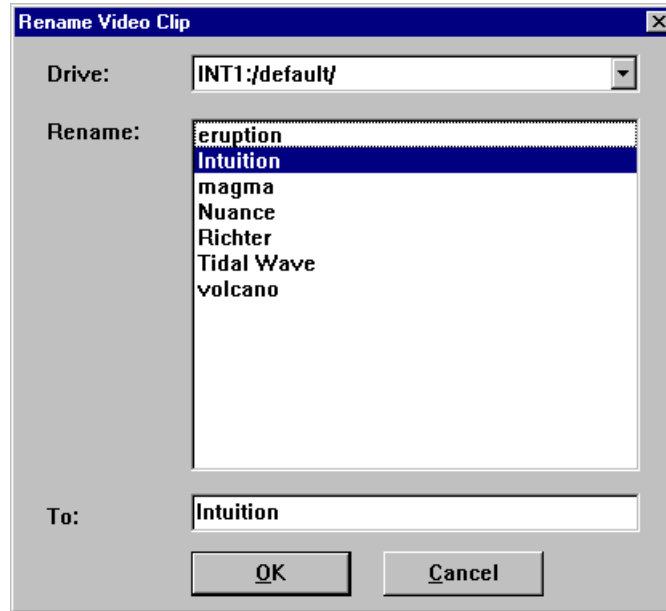 Rename Video Clip
Drive: INT1:/default/
Rename: eruption
Intuition
magma
Nuance
Richter
Tidal Wave
volcano
To: Intuition
OK Cancel